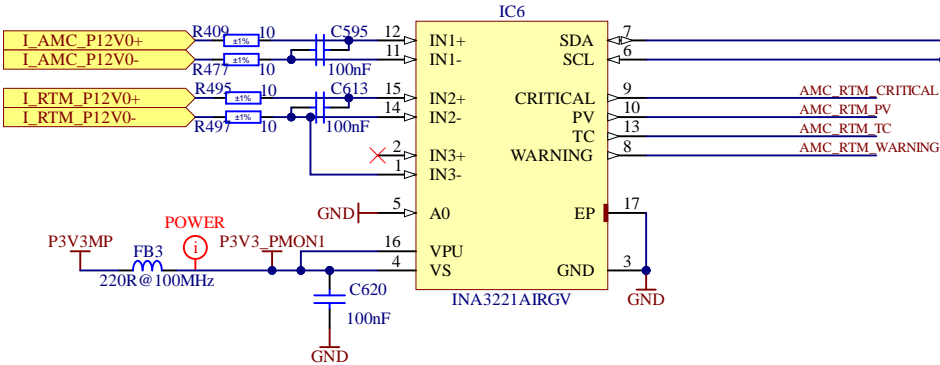 IC6
I_AMC_P12V0+ R409 ±1% 10 C595 12 IN1+ SDA 7
I_AMC_P12V0- R477 ±1% 10 100nF 11 IN1- SCL 6
I_RTM_P12V0+ R495 ±1% 10 C613 15 IN2+ CRITICAL 9 AMC_RTM_CRITICAL
I_RTM_P12V0- R497 ±1% 10 100nF 14 IN2- PV 10 AMC_RTM_PV
TC 13 AMC_RTM_TC
2 IN3+ WARNING 8 AMC_RTM_WARNING
1 IN3-
GND 5 A0 EP 17
POWER
i
P3V3MP FB3 P3V3_PMON1 16 VPU
220R@100MHz 4 VS GND 3
C620 INA3221AIRGV GND
100nF
GND